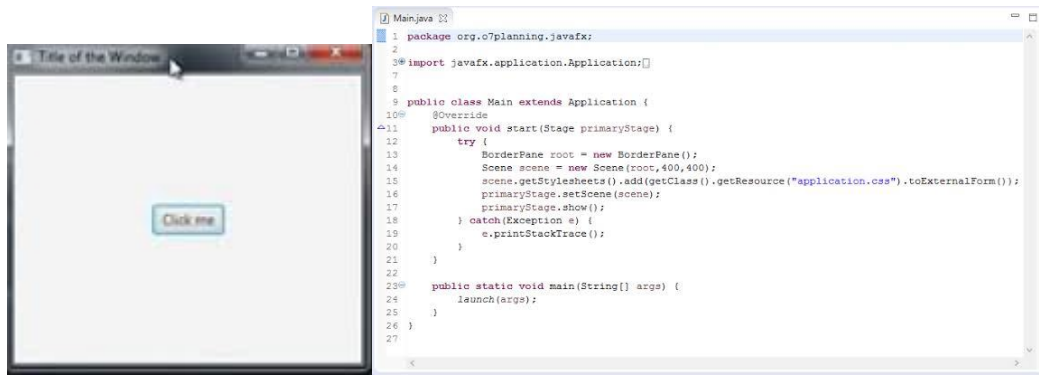 Title of the Window
Click me
Main.java
1 package org.o7planning.javafx;
2
3 import javafx.application.Application;
7
8
9 public class Main extends Application {
10 @Override
11 public void start(Stage primaryStage) {
12 try {
13 BorderPane root = new BorderPane();
14 Scene scene = new Scene(root,400,400);
15 scene.getStylesheets().add(getClass().getResource("application.css").toExternalForm());
16 primaryStage.setScene(scene);
17 primaryStage.show();
18 } catch(Exception e) {
19 e.printStackTrace();
20 }
21 }
22
23 public static void main(String[] args) {
24 launch(args);
25 }
26 }
27